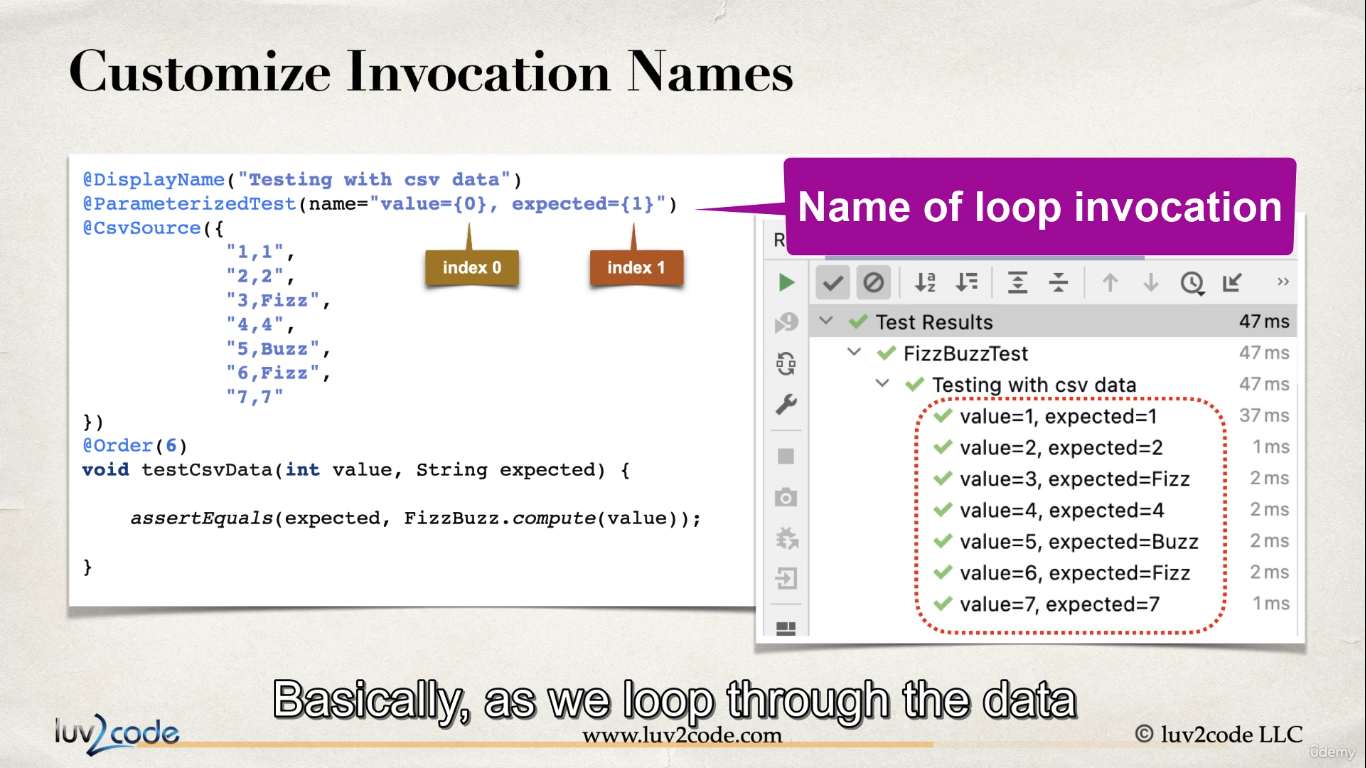 Customize Invocation Names
@DisplayName("Testing with csv data")
@ParameterizedTest(name="value={0}, expected={1}")
@CsvSource({
"1,1",
"2,2",
"3,Fizz",
"4,4",
"5,Buzz",
"6,Fizz",
"7,7"
})
@Order(6)
void testCsvData(int value, String expected) {
assertEquals(expected, FizzBuzz.compute(value));
}
index 0
index 1
Name of loop invocation
Test Results 47 ms
FizzBuzzTest 47 ms
Testing with csv data 47 ms
value=1, expected=1 37 ms
value=2, expected=2 1 ms
value=3, expected=Fizz 2 ms
value=4, expected=4 2 ms
value=5, expected=Buzz 2 ms
value=6, expected=Fizz 2 ms
value=7, expected=7 1 ms
Basically, as we loop through the data
luv2code
www.luv2code.com
© luv2code LLC
ûdemy